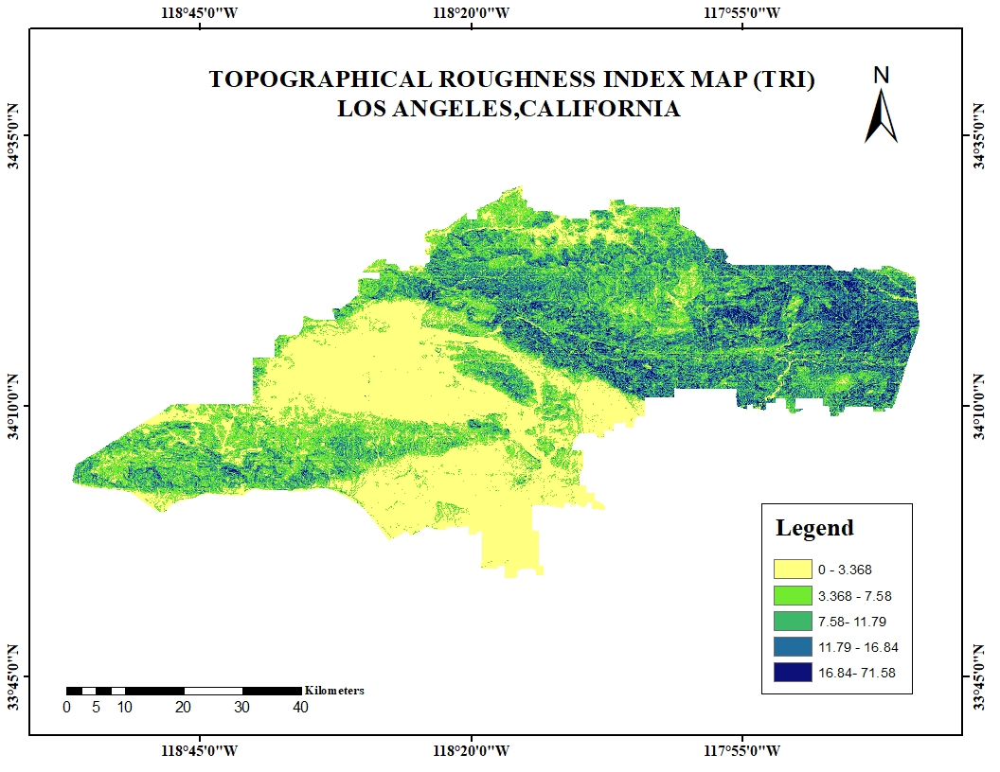 118°45'0"W 118°20'0"W 117°55'0"W
TOPOGRAPHICAL ROUGHNESS INDEX MAP (TRI)
LOS ANGELES,CALIFORNIA
N
34°35'0"N 34°35'0"N
34°10'0"N 34°10'0"N
Legend
0 - 3.368
3.368 - 7.58
7.58- 11.79
11.79 - 16.84
16.84- 71.58
33°45'0"N 33°45'0"N
Kilometers
0 5 10 20 30 40
118°45'0"W 118°20'0"W 117°55'0"W